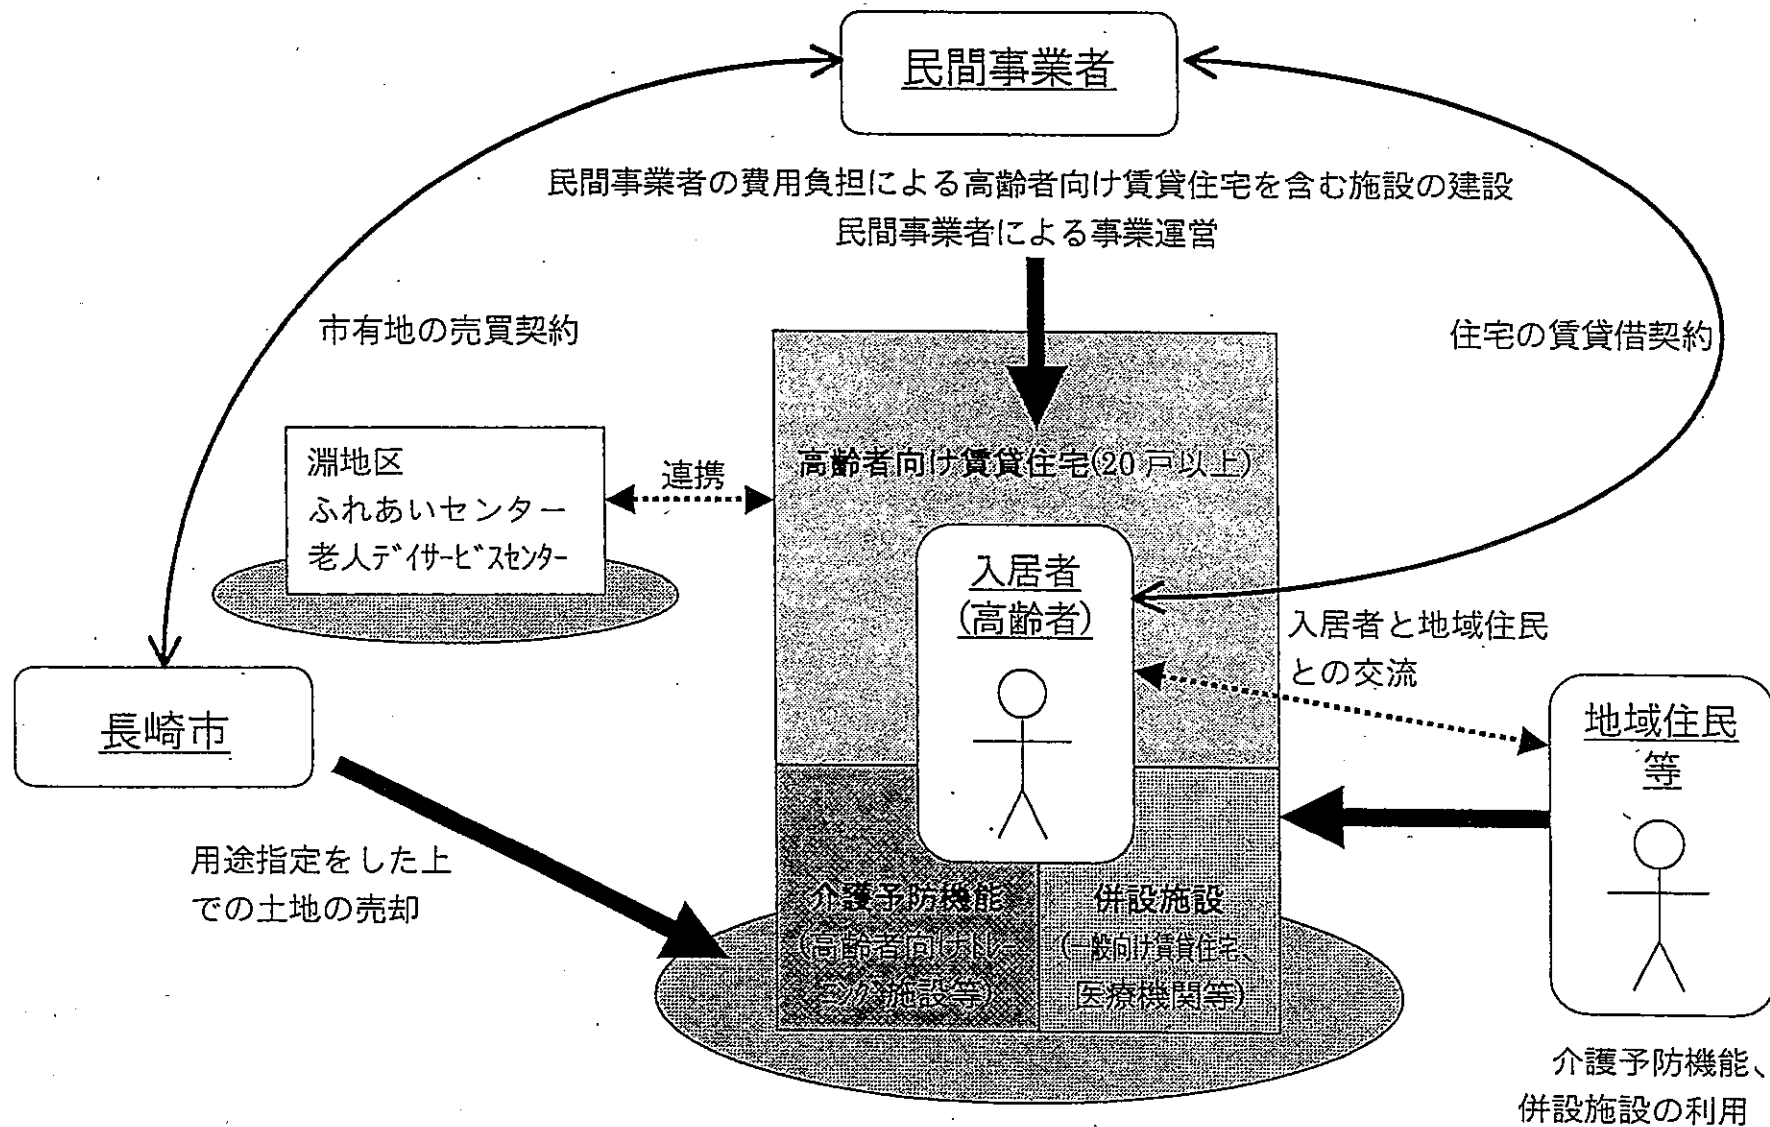 民間事業者
民間事業者の費用負担による高齢者向け賃貸住宅を含む施設の建設
民間事業者による事業運営
市有地の売買契約
住宅の賃貸借契約
淵地区
ふれあいセンター
老人デイサービスセンター
連携
高齢者向け賃貸住宅(20戸以上)
入居者
(高齢者)
入居者と地域住民
との交流
長崎市
地域住民
等
用途指定をした上
での土地の売却
介護予防機能
(高齢者向けトレー
ニング施設等)
併設施設
(一般向け賃貸住宅、
医療機関等)
介護予防機能、
併設施設の利用